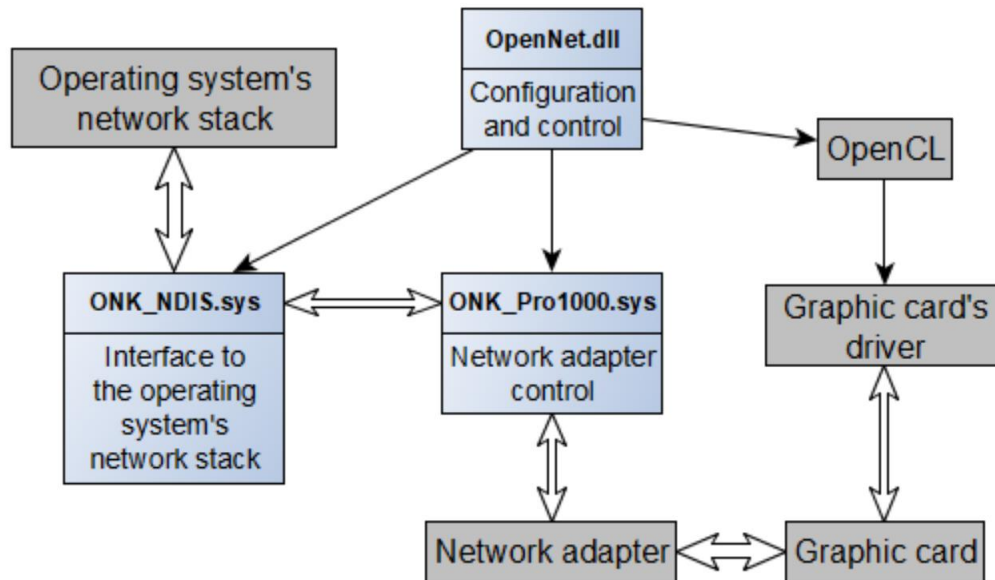 OpenNet.dll
Configuration
and control
Operating system's
network stack
OpenCL
ONK_NDIS.sys
Interface to
the operating
system's
network stack
ONK_Pro1000.sys
Network adapter
control
Graphic card's
driver
Network adapter
Graphic card